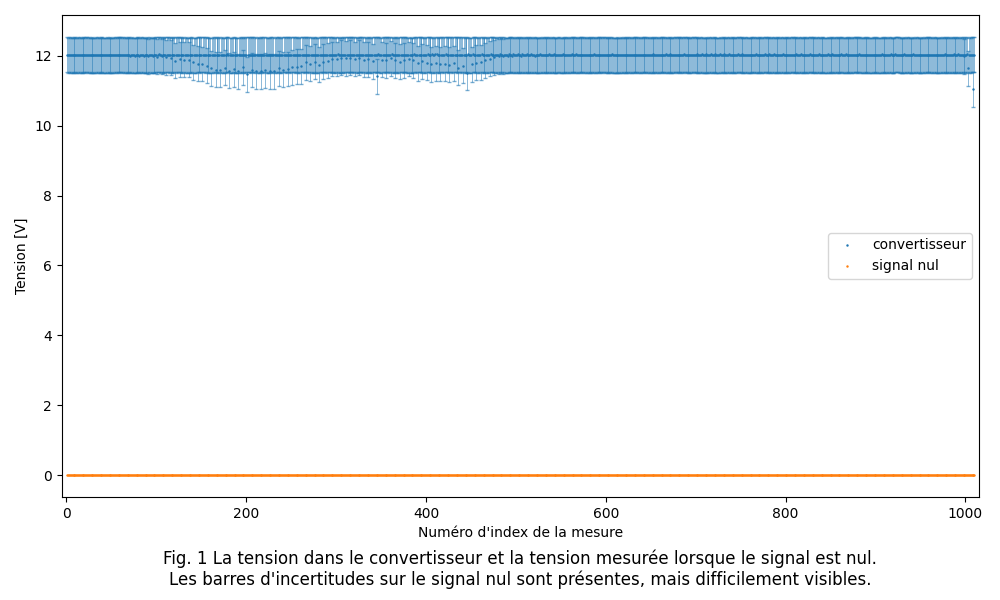 12
10
8
6
4
2
0
Tension [V]
convertisseur
signal nul
0 200 400 600 800 1000
Numéro d'index de la mesure
Fig. 1 La tension dans le convertisseur et la tension mesurée lorsque le signal est nul.
Les barres d'incertitudes sur le signal nul sont présentes, mais difficilement visibles.